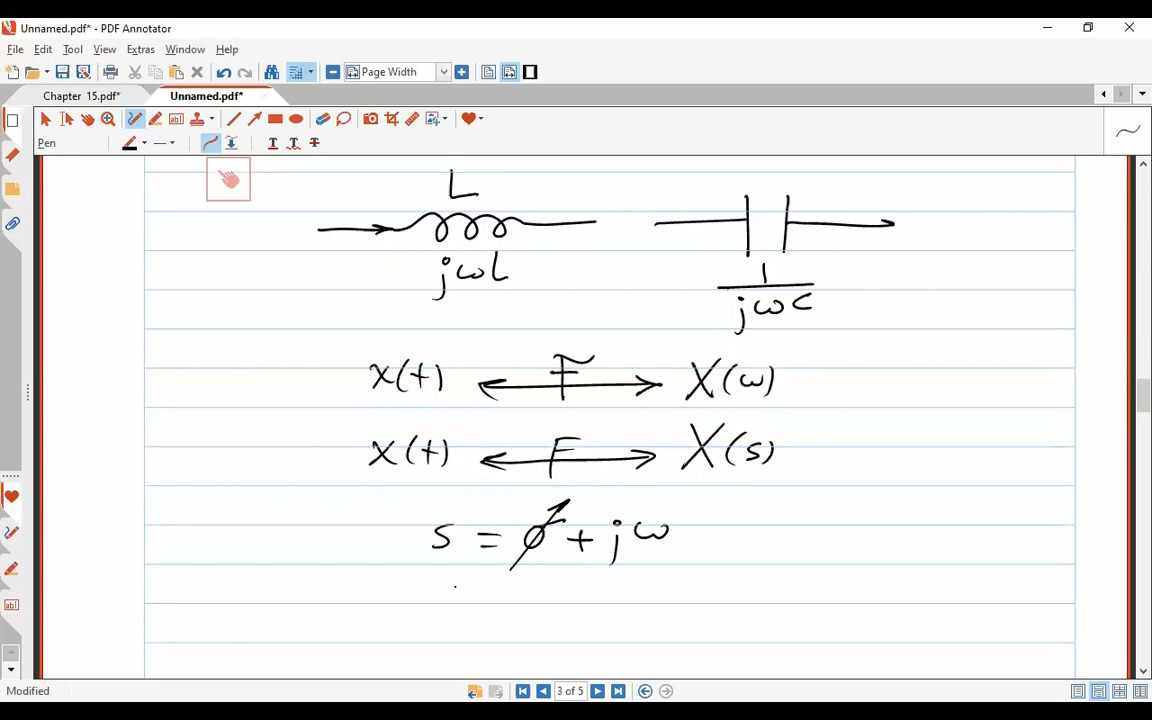 Unnamed.pdf* - PDF Annotator
File Edit Tool View Extras Window Help
Page Width
Chapter 15.pdf* Unnamed.pdf*
Pen
L
jωL
1
jωC
x(t) F X(ω)
x(t) F X(s)
s = σ + jω
3 of 5
Modified